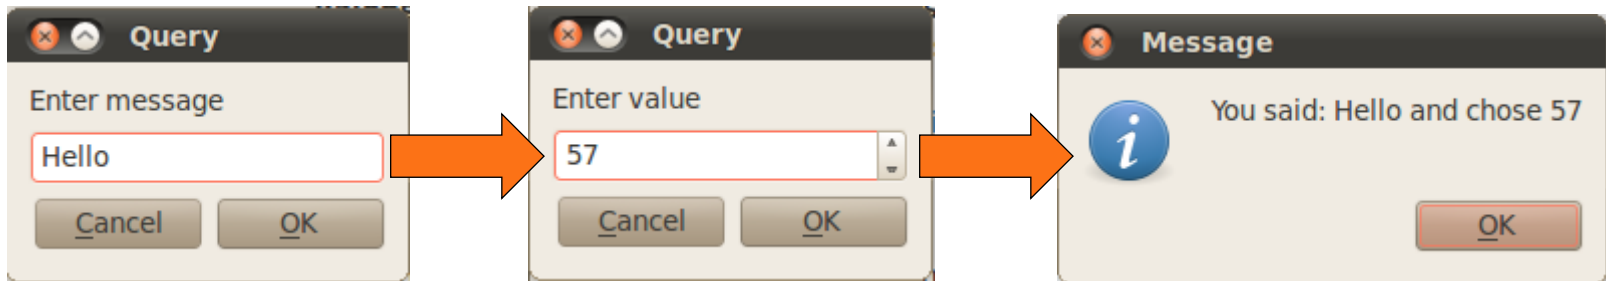 Query
Enter message
Hello
Cancel
OK
Query
Enter value
57
Cancel
OK
Message
You said: Hello and chose 57
OK